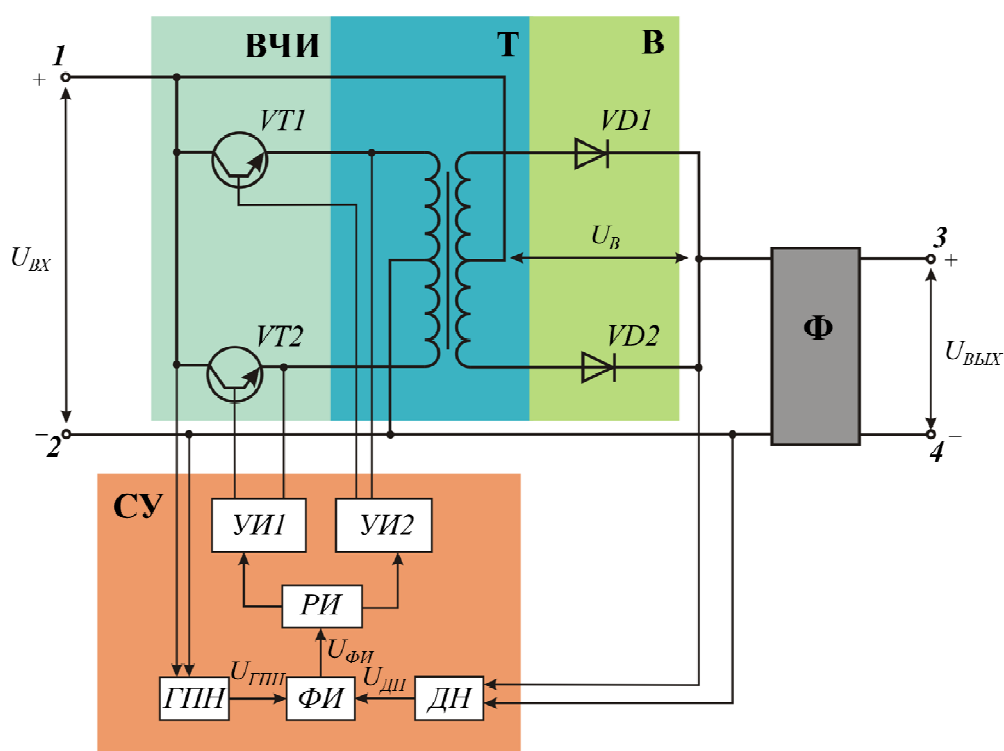 ВЧИ
Т
В
1
+
VT1
VD1
U_ВХ
U_В
3
+
Ф
VT2
VD2
U_ВЫХ
−
2
4
−
СУ
УИ1
УИ2
РИ
U_ФИ
U_ГПН
U_ДН
ГПН
ФИ
ДН